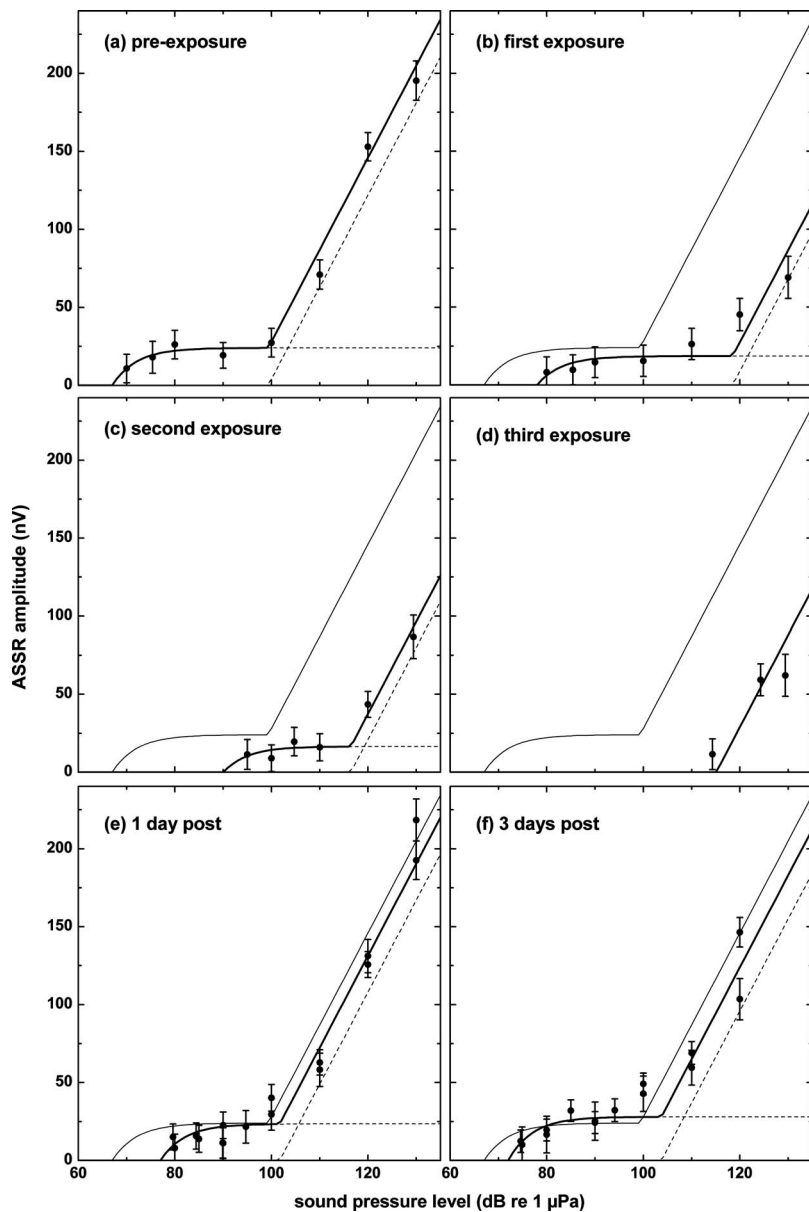 (a) pre-exposure
(b) first exposure
200
150
100
50
0
(c) second exposure
(d) third exposure
200
150
100
50
0
ASSR amplitude (nV)
(e) 1 day post
(f) 3 days post
200
150
100
50
0
60 80 100 120 60 80 100 120
sound pressure level (dB re 1 µPa)